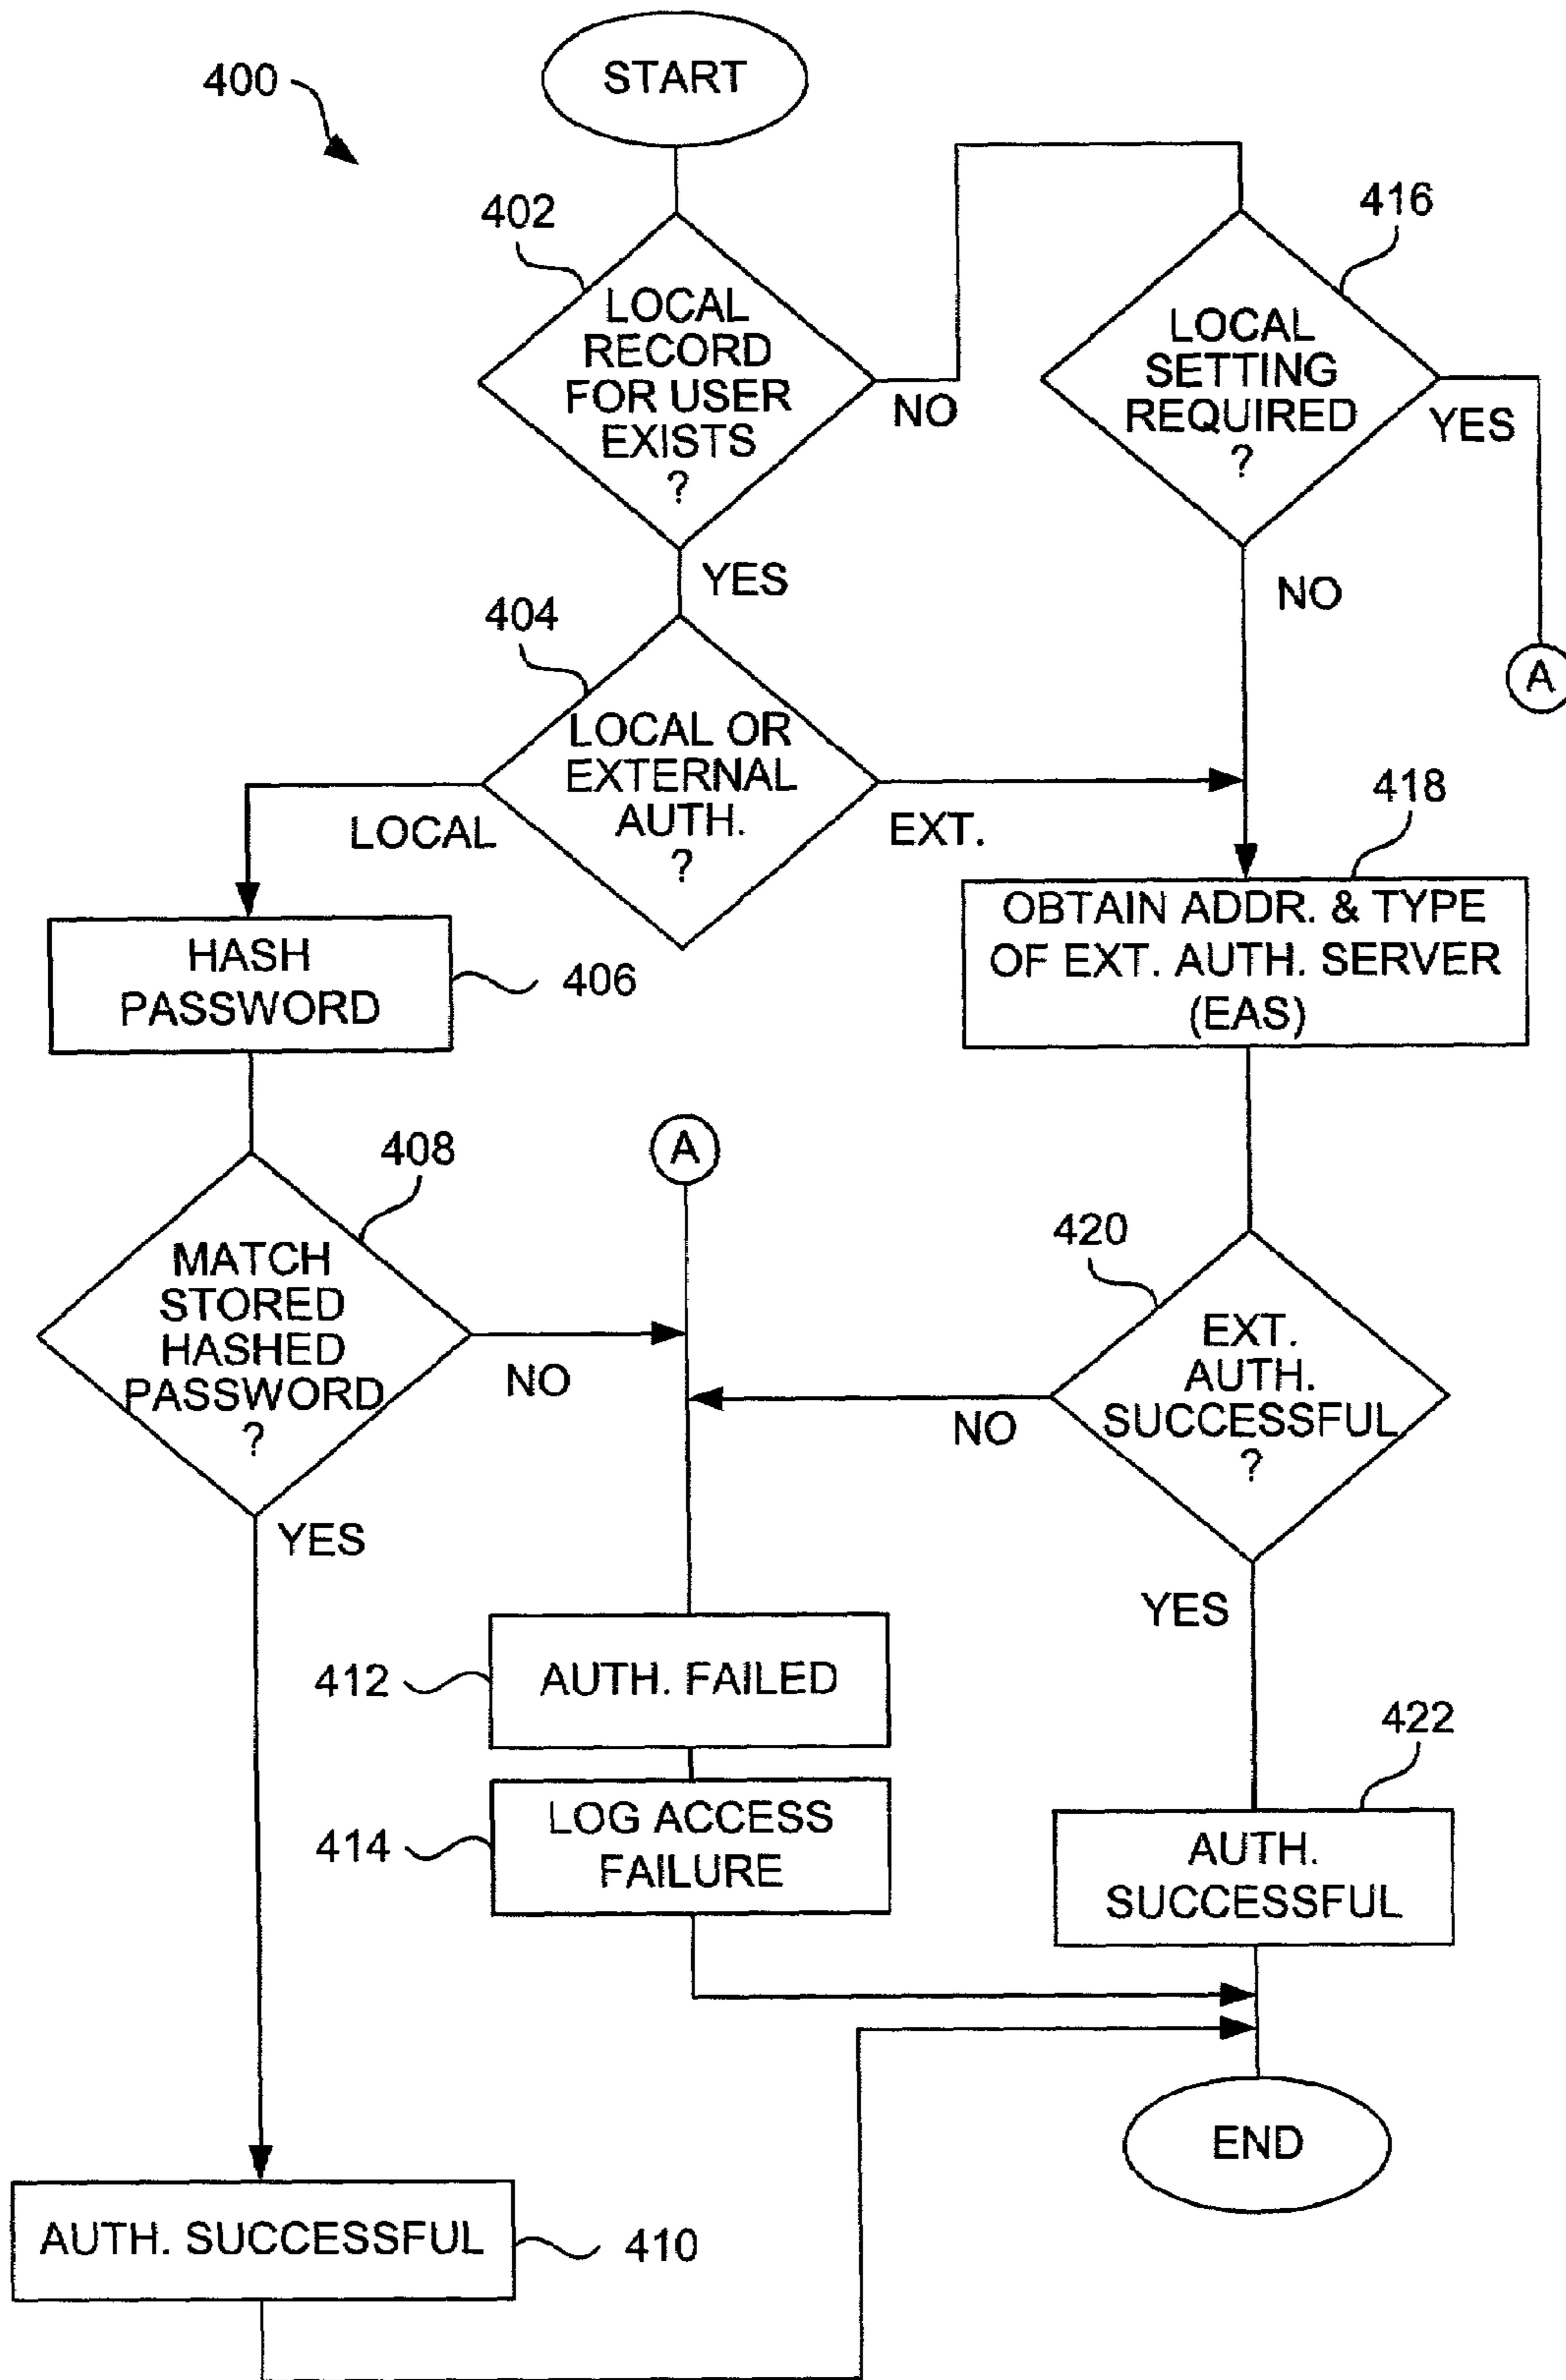 400
START
402
LOCAL
RECORD
FOR USER
EXISTS
?
NO
YES
416
LOCAL
SETTING
REQUIRED
?
YES
NO
A
404
LOCAL OR
EXTERNAL
AUTH.
?
LOCAL
EXT.
HASH
PASSWORD
406
418
OBTAIN ADDR. & TYPE
OF EXT. AUTH. SERVER
(EAS)
408
MATCH
STORED
HASHED
PASSWORD
?
NO
YES
A
420
EXT.
AUTH.
SUCCESSFUL
?
NO
YES
412
AUTH. FAILED
414
LOG ACCESS
FAILURE
422
AUTH.
SUCCESSFUL
END
AUTH. SUCCESSFUL
410